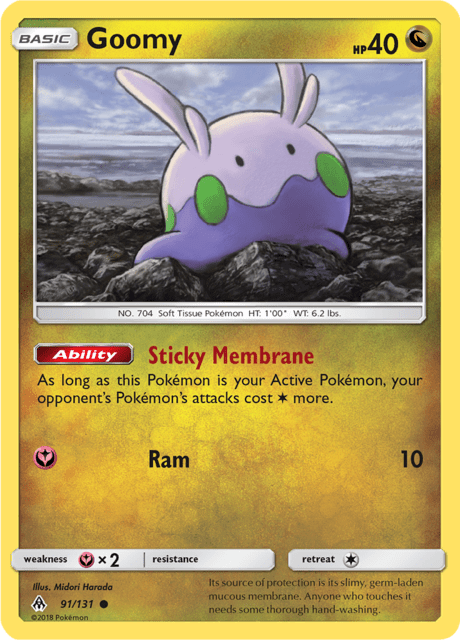 BASIC Goomy HP40
NO. 704 Soft Tissue Pokémon HT: 1'00" WT: 6.2 lbs.
Ability Sticky Membrane
As long as this Pokémon is your Active Pokémon, your
opponent's Pokémon's attacks cost more.
Ram 10
weakness ×2 resistance retreat
Illus. Midori Harada
91/131
©2018 Pokémon
Its source of protection is its slimy, germ-laden
mucous membrane. Anyone who touches it
needs some thorough hand-washing.